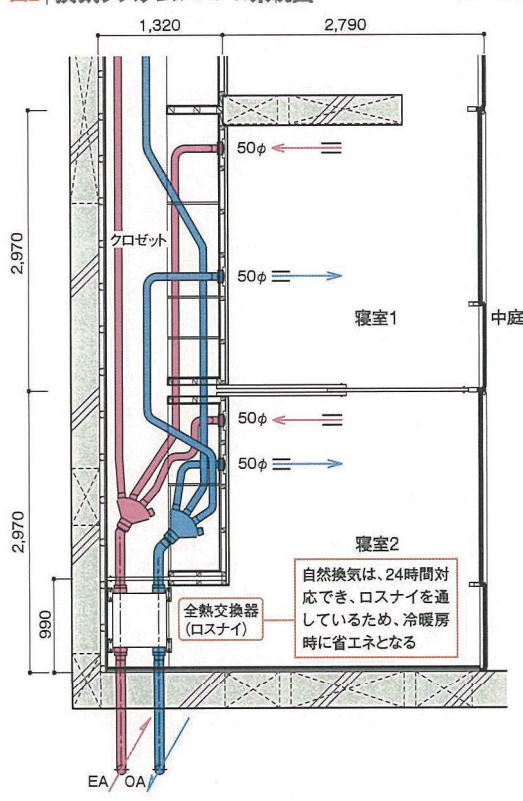 1,320
2,790
50φ
2,970
クロゼット
50φ
寝室1
中庭
50φ
50φ
2,970
寝室2
990
全熱交換器
(ロスナイ)
自然換気は、24時間対
応でき、ロスナイを通
しているため、冷暖房
時に省エネとなる
EA
OA